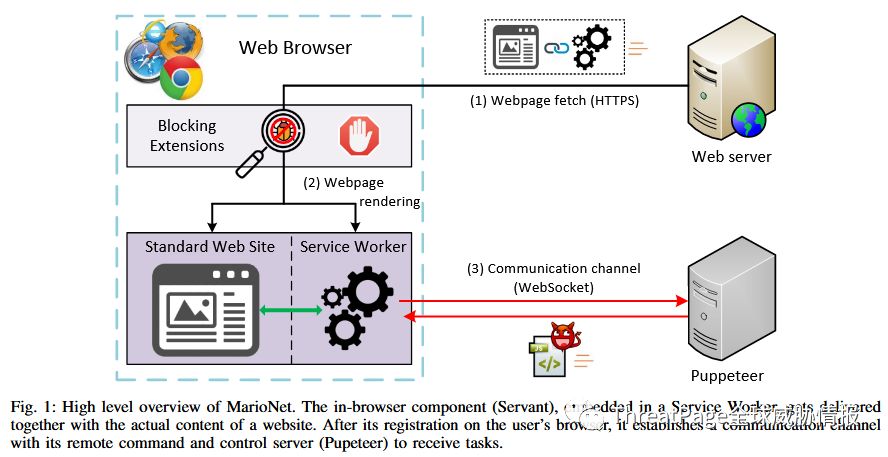 Web Browser
(1) Webpage fetch (HTTPS)
Web server
Blocking
Extensions
(2) Webpage
rendering
Standard Web Site
Service Worker
(3) Communication channel
(WebSocket)
JS
</>
Puppeteer
Fig. 1: High level overview of MarioNet. The in-browser component (Servant), embedded in a Service Worker, gets delivered
together with the actual content of a website. After its registration on the user's browser, it establishes a communication channel
with its remote command and control server (Pupeteer) to receive tasks.
ThreatPage全球威胁情报